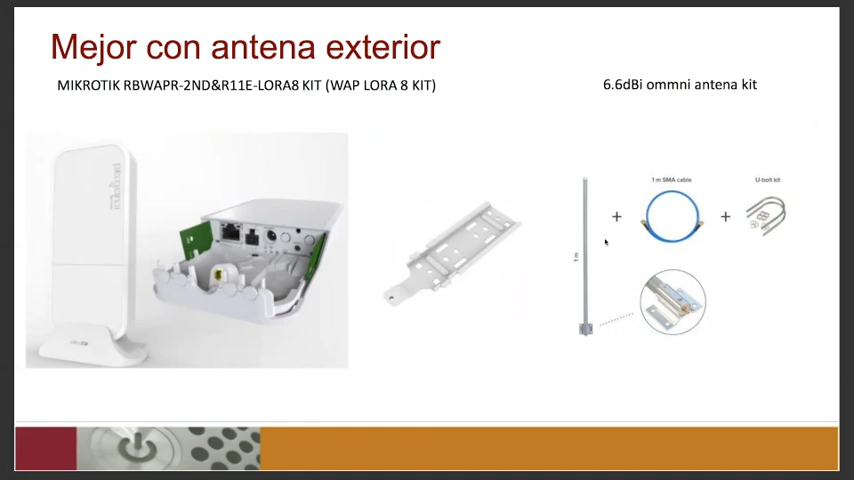 Mejor con antena exterior
MIKROTIK RBWAPR-2ND&R11E-LORA8 KIT (WAP LORA 8 KIT)
6.6dBi ommni antena kit
1 m SMA cable
U-bolt kit
+
+
1 m